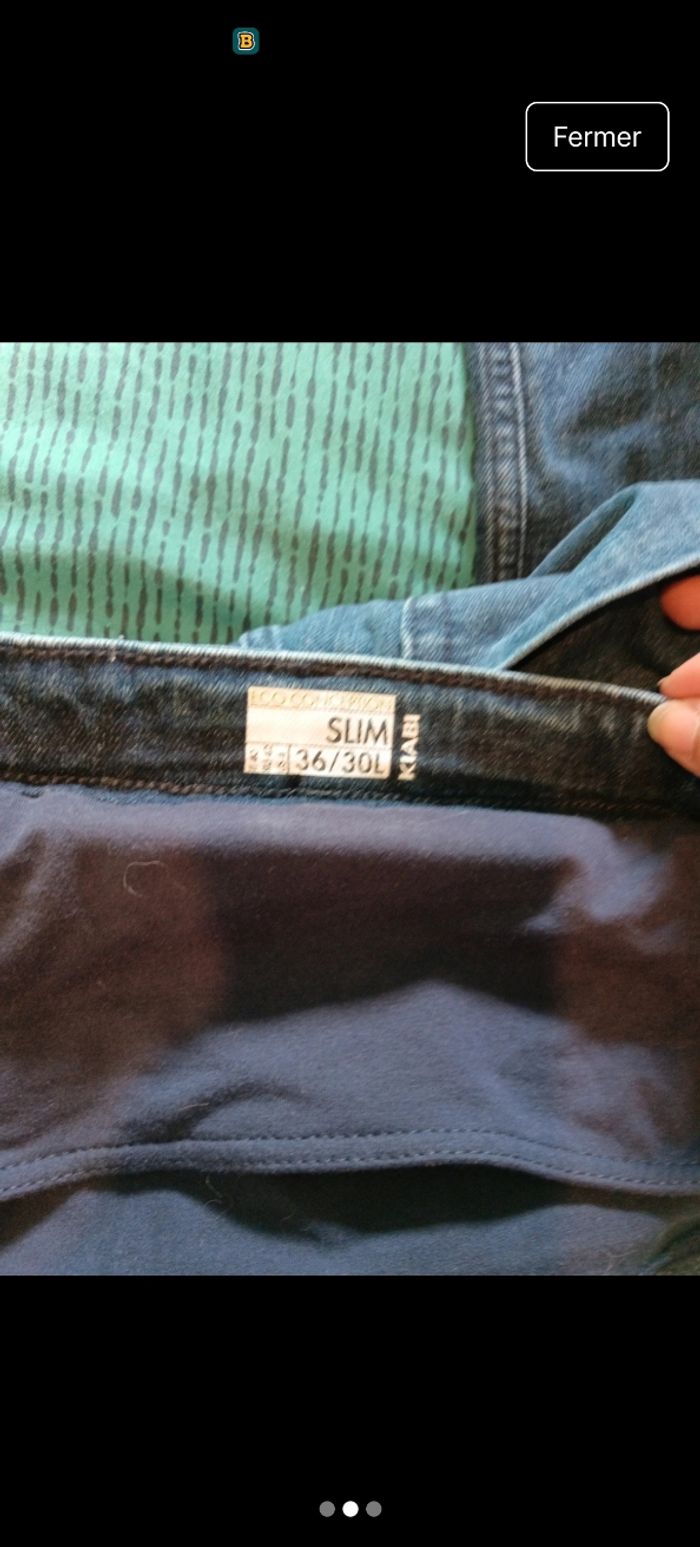 B
Fermer
ECO CONCEPTION
SLIM
36/30L
KIABI